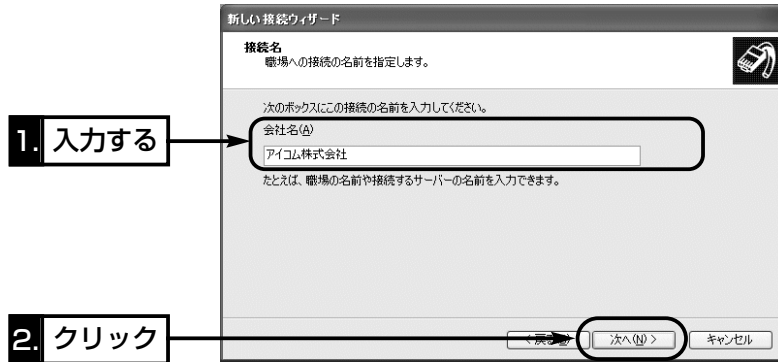 新しい接続ウィザード
接続名
職場への接続の名前を指定します。
次のボックスにこの接続の名前を入力してください。
会社名(A)
1. 入力する
アイコム株式会社
たとえば、職場の名前や接続するサーバーの名前を入力できます。
2. クリック
次へ(N) >
キャンセル